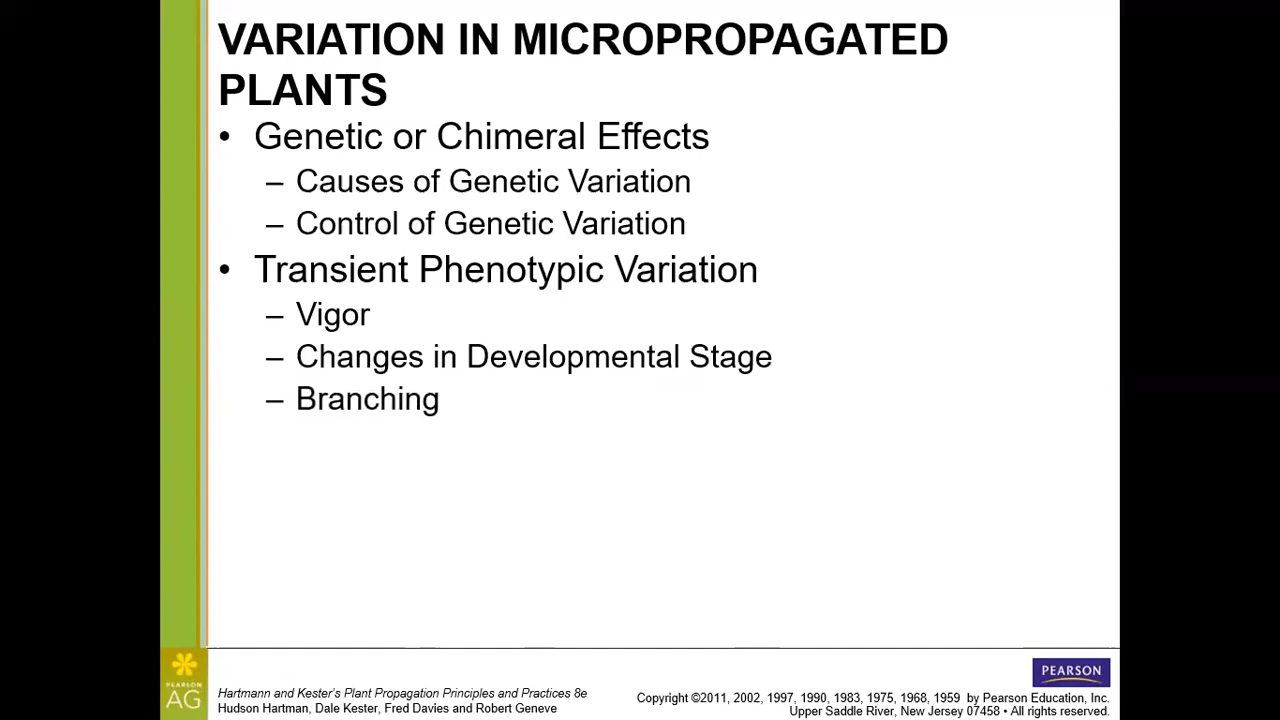 VARIATION IN MICROPROPAGATED
PLANTS
• Genetic or Chimeral Effects
– Causes of Genetic Variation
– Control of Genetic Variation
• Transient Phenotypic Variation
– Vigor
– Changes in Developmental Stage
– Branching
PEARSON
AG
Hartmann and Kester's Plant Propagation Principles and Practices 8e
Hudson Hartman, Dale Kester, Fred Davies and Robert Geneve
PEARSON
Copyright ©2011, 2002, 1997, 1990, 1983, 1975, 1968, 1959 by Pearson Education, Inc.
Upper Saddle River, New Jersey 07458 • All rights reserved.